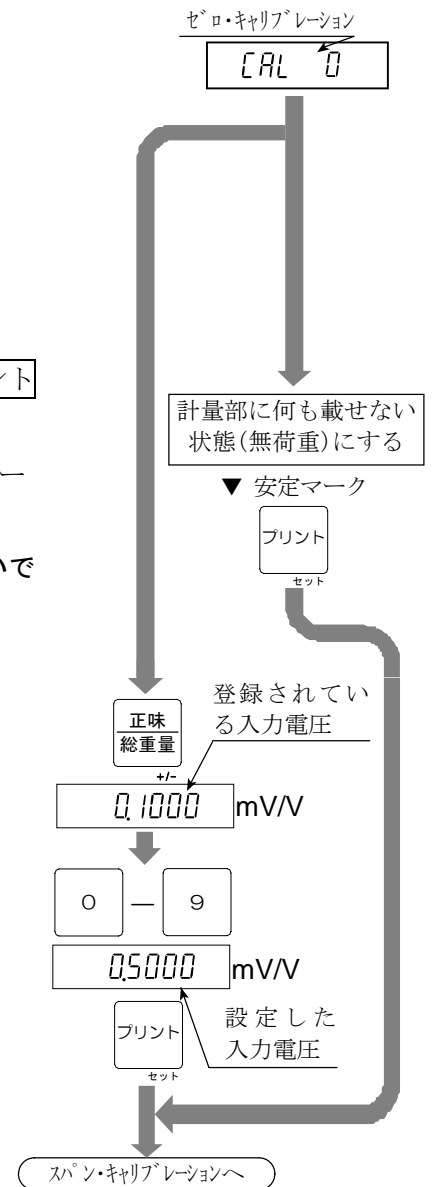 ゼロ・キャリブレーション
CAL 0
ント
計量部に何も載せない
状態(無荷重)にする
ー
▼ 安定マーク
プリント
いで
セット
登録されてい
る入力電圧
正味
総重量
+/-
0.1000 mV/V
0 — 9
0.5000 mV/V
プリント
設定した
入力電圧
セット
スパン・キャリブレーションへ